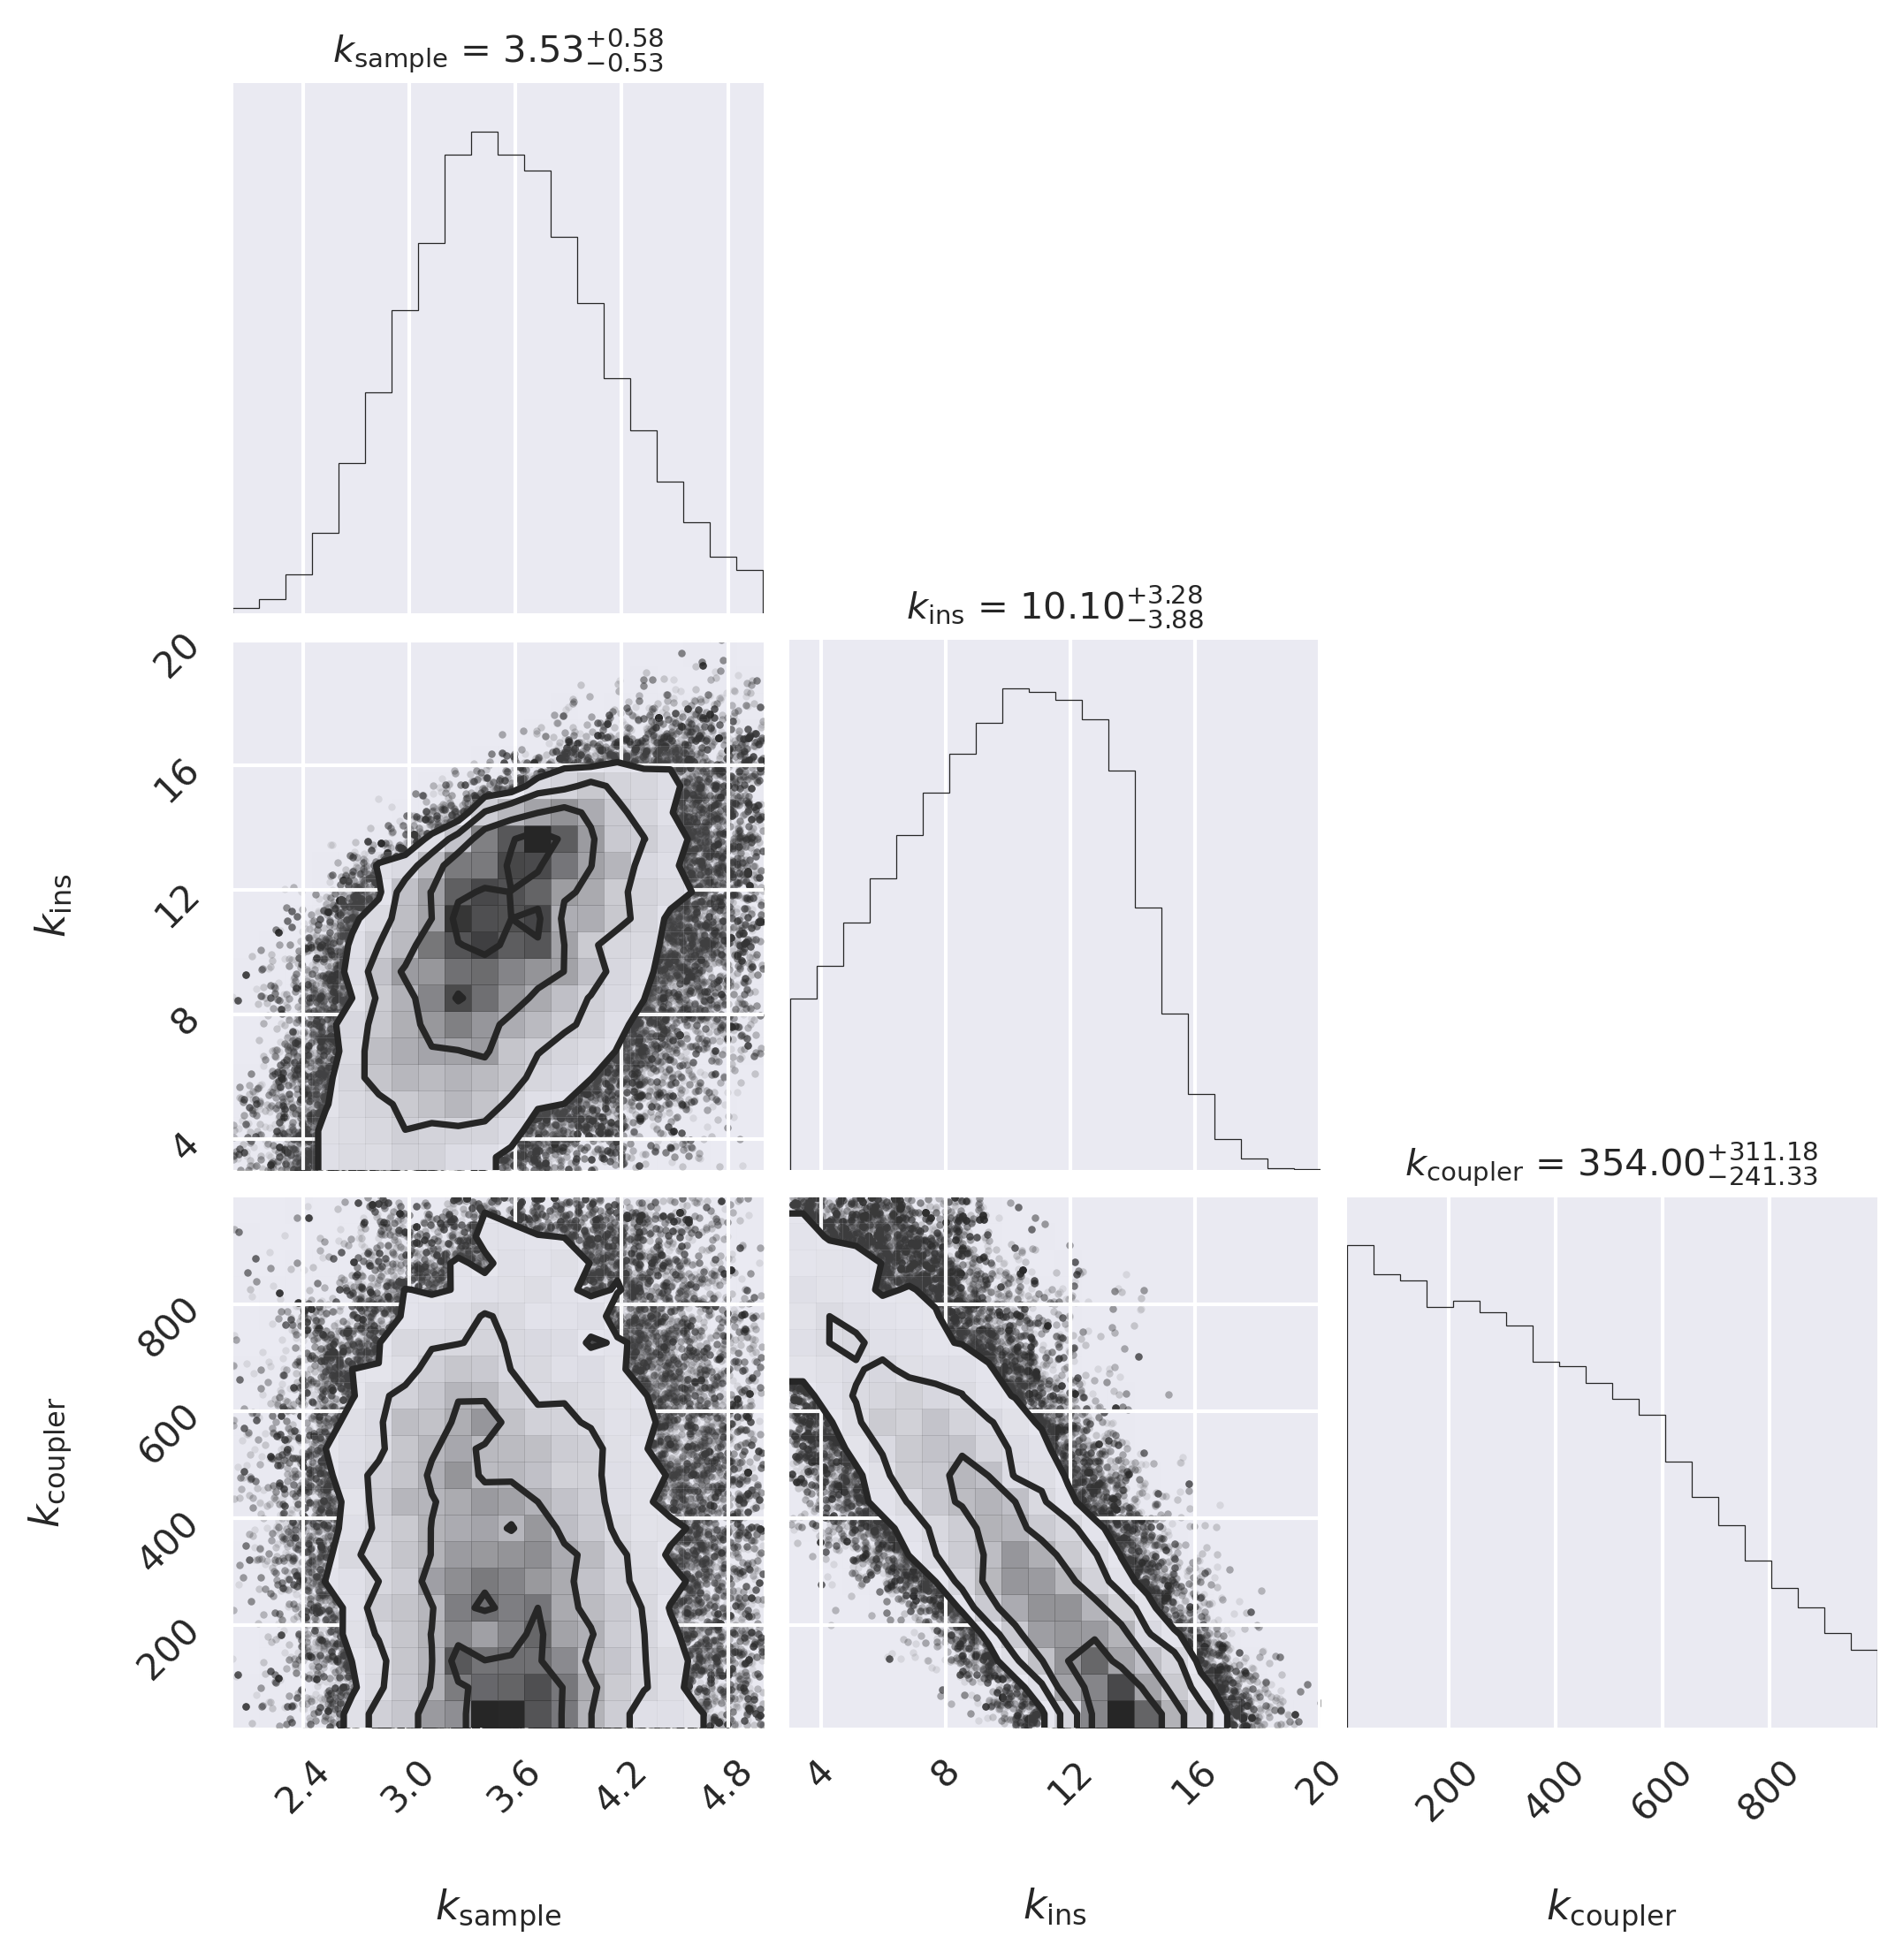 k_sample = 3.53 +0.58 −0.53
k_ins = 10.10 +3.28 −3.88
20
16
12
8
4
k_ins
k_coupler = 354.00 +311.18 −241.33
800
600
400
200
k_coupler
2.4 3.0 3.6 4.2 4.8 4 8 12 16 20 200 400 600 800
k_sample k_ins k_coupler